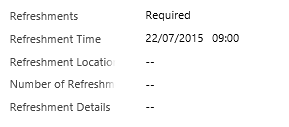 Refreshments Required
Refreshment Time 22/07/2015 09:00
Refreshment Locatio --
Number of Refreshm --
Refreshment Details --